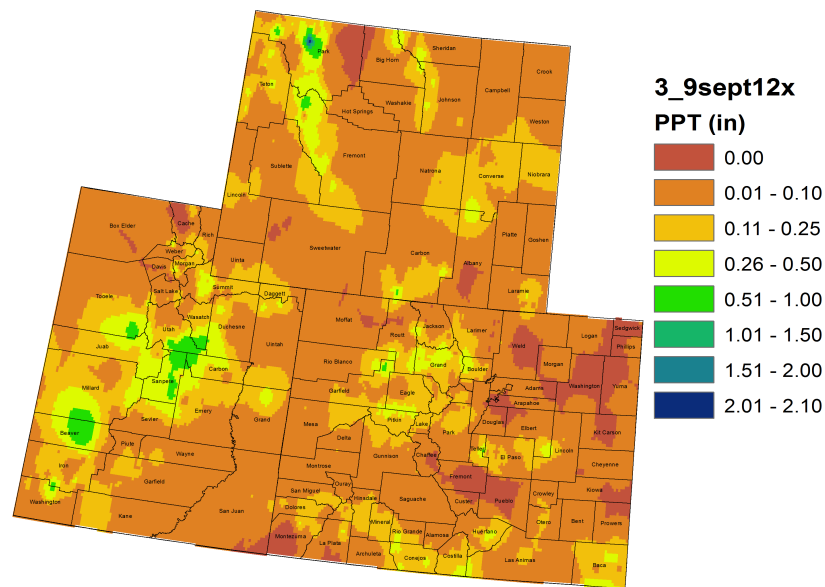 3_9sept12x
PPT (in)
0.00
0.01 - 0.10
0.11 - 0.25
0.26 - 0.50
0.51 - 1.00
1.01 - 1.50
1.51 - 2.00
2.01 - 2.10
Park
Big Horn
Sheridan
Crook
Teton
Campbell
Washakie
Johnson
Hot Springs
Weston
Fremont
Sublette
Natrona
Converse
Niobrara
Lincoln
Platte
Goshen
Sweetwater
Carbon
Albany
Uinta
Laramie
Box Elder
Cache
Rich
Weber
Morgan
Davis
Salt Lake
Summit
Daggett
Tooele
Wasatch
Utah
Duchesne
Uintah
Juab
Carbon
Sanpete
Millard
Emery
Grand
Sevier
Beaver
Piute
Wayne
Iron
Garfield
Washington
Kane
San Juan
Moffat
Routt
Jackson
Larimer
Weld
Logan
Sedgwick
Phillips
Rio Blanco
Grand
Boulder
Morgan
Garfield
Eagle
Adams
Washington
Yuma
Arapahoe
Mesa
Pitkin
Lake
Park
Douglas
Elbert
Kit Carson
Delta
Gunnison
Chaffee
Teller
El Paso
Lincoln
Cheyenne
Montrose
Fremont
Ouray
San Miguel
Hinsdale
Saguache
Custer
Pueblo
Crowley
Kiowa
Dolores
Mineral
Rio Grande
Alamosa
Huerfano
Otero
Bent
Prowers
Montezuma
La Plata
Archuleta
Conejos
Costilla
Las Animas
Baca